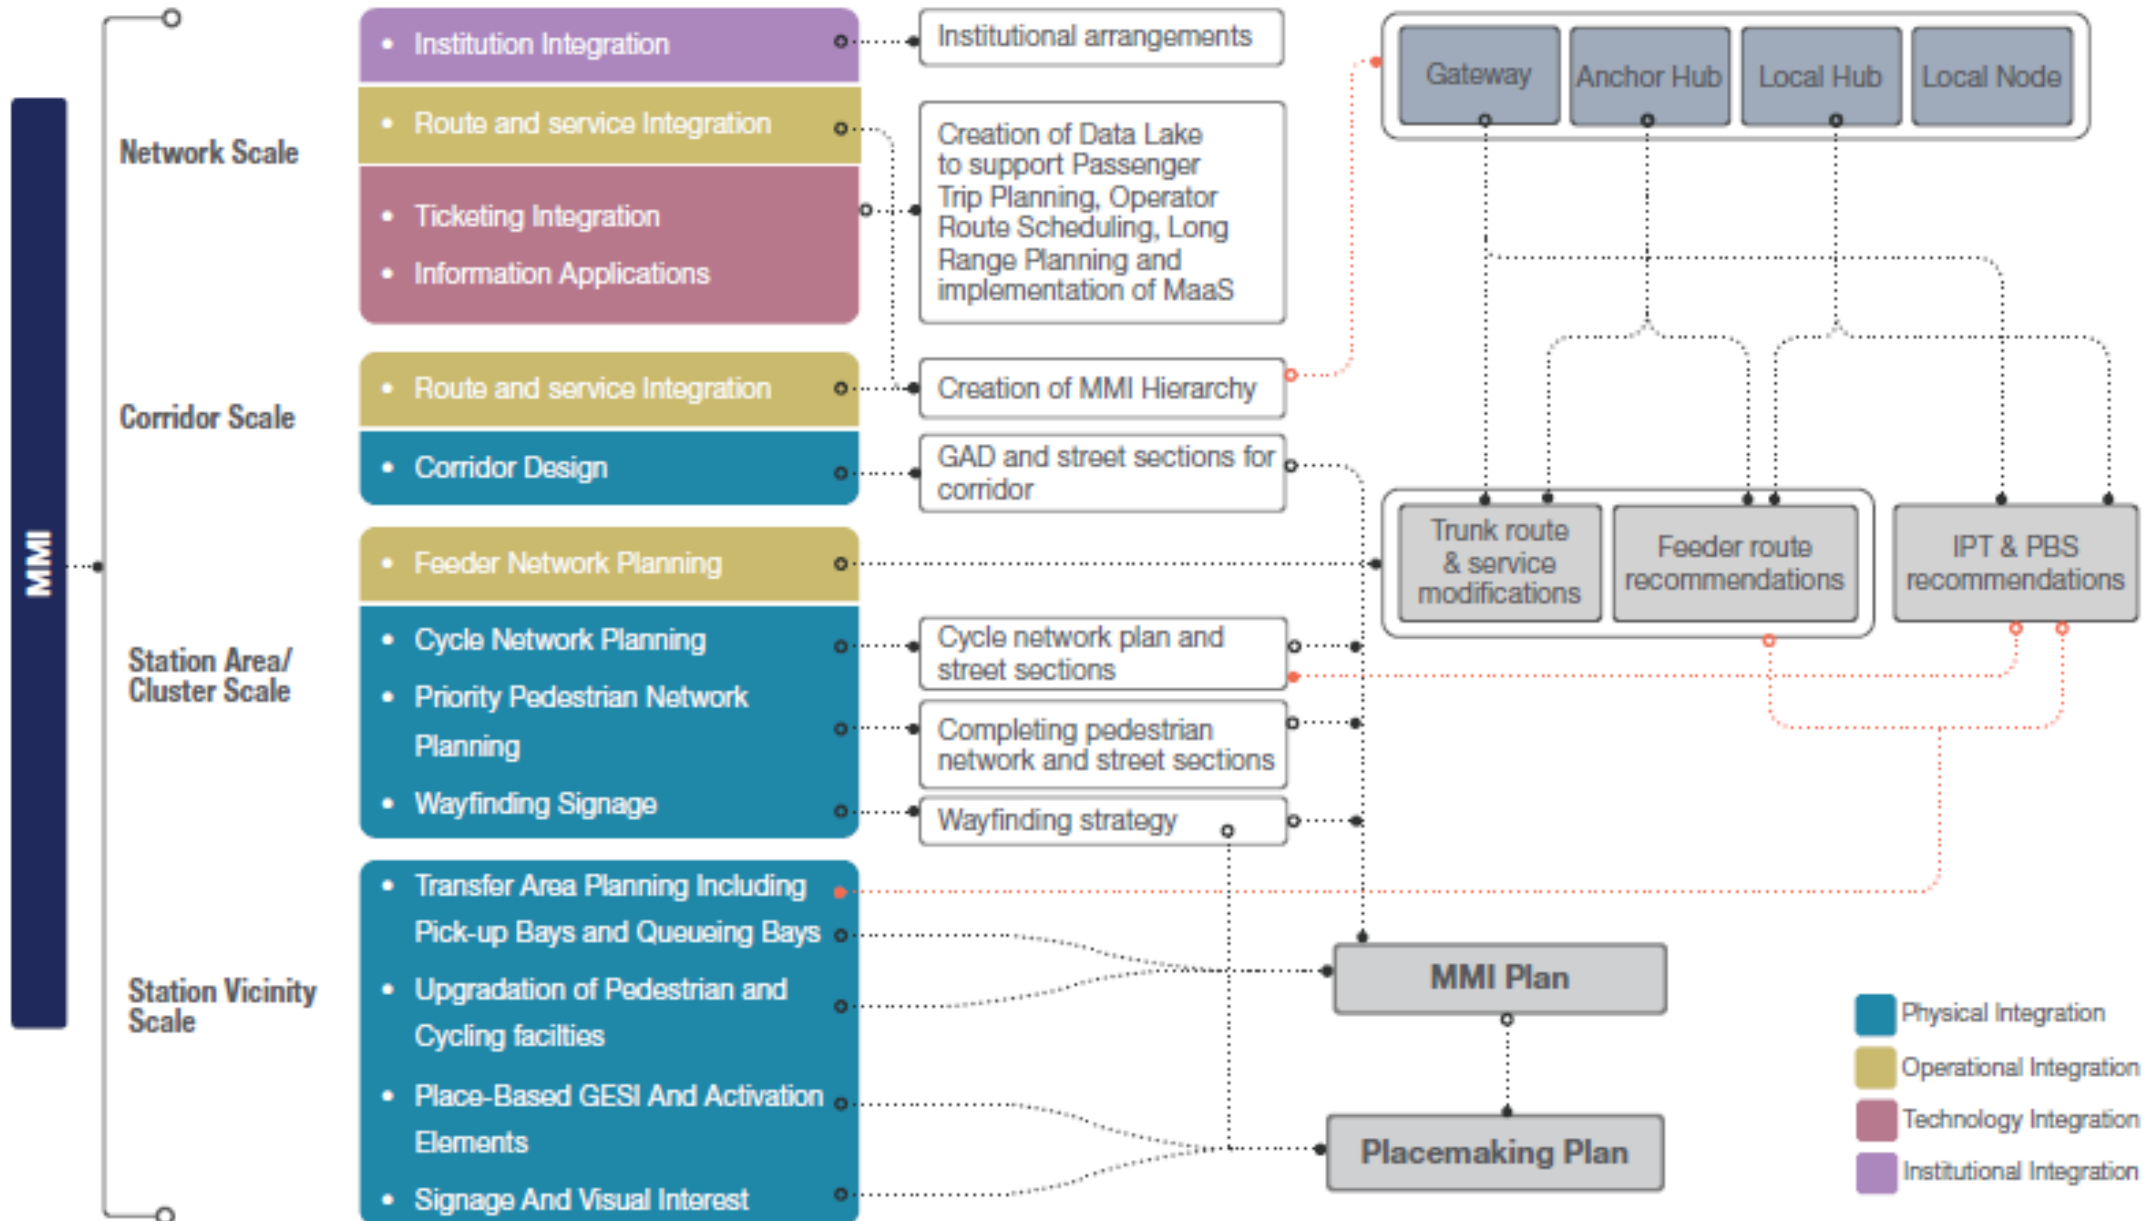 MMI
Network Scale
• Institution Integration
• Route and service Integration
• Ticketing Integration
• Information Applications
Institutional arrangements
Creation of Data Lake
to support Passenger
Trip Planning, Operator
Route Scheduling, Long
Range Planning and
implementation of MaaS
Gateway
Anchor Hub
Local Hub
Local Node
Corridor Scale
• Route and service Integration
• Corridor Design
Creation of MMI Hierarchy
GAD and street sections for
corridor
Trunk route
& service
modifications
Feeder route
recommendations
IPT & PBS
recommendations
Station Area/
Cluster Scale
• Feeder Network Planning
• Cycle Network Planning
• Priority Pedestrian Network
Planning
• Wayfinding Signage
Cycle network plan and
street sections
Completing pedestrian
network and street sections
Wayfinding strategy
Station Vicinity
Scale
• Transfer Area Planning Including
Pick-up Bays and Queueing Bays
• Upgradation of Pedestrian and
Cycling facilties
• Place-Based GESI And Activation
Elements
• Signage And Visual Interest
MMI Plan
Placemaking Plan
Physical Integration
Operational Integration
Technology Integration
Institutional Integration